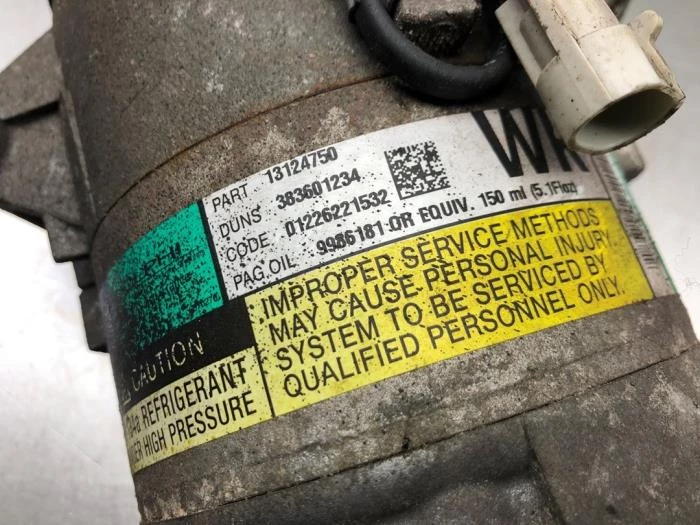 PART 13124750
DUNS 383601234
CODE 01226221532
PAG OIL 9986181 OR EQUIV. 150 ml (5.1Floz)
CAUTION
REFRIGERANT
HIGH PRESSURE
IMPROPER SERVICE METHODS
MAY CAUSE PERSONAL INJURY.
SYSTEM TO BE SERVICED BY
QUALIFIED PERSONNEL ONLY.